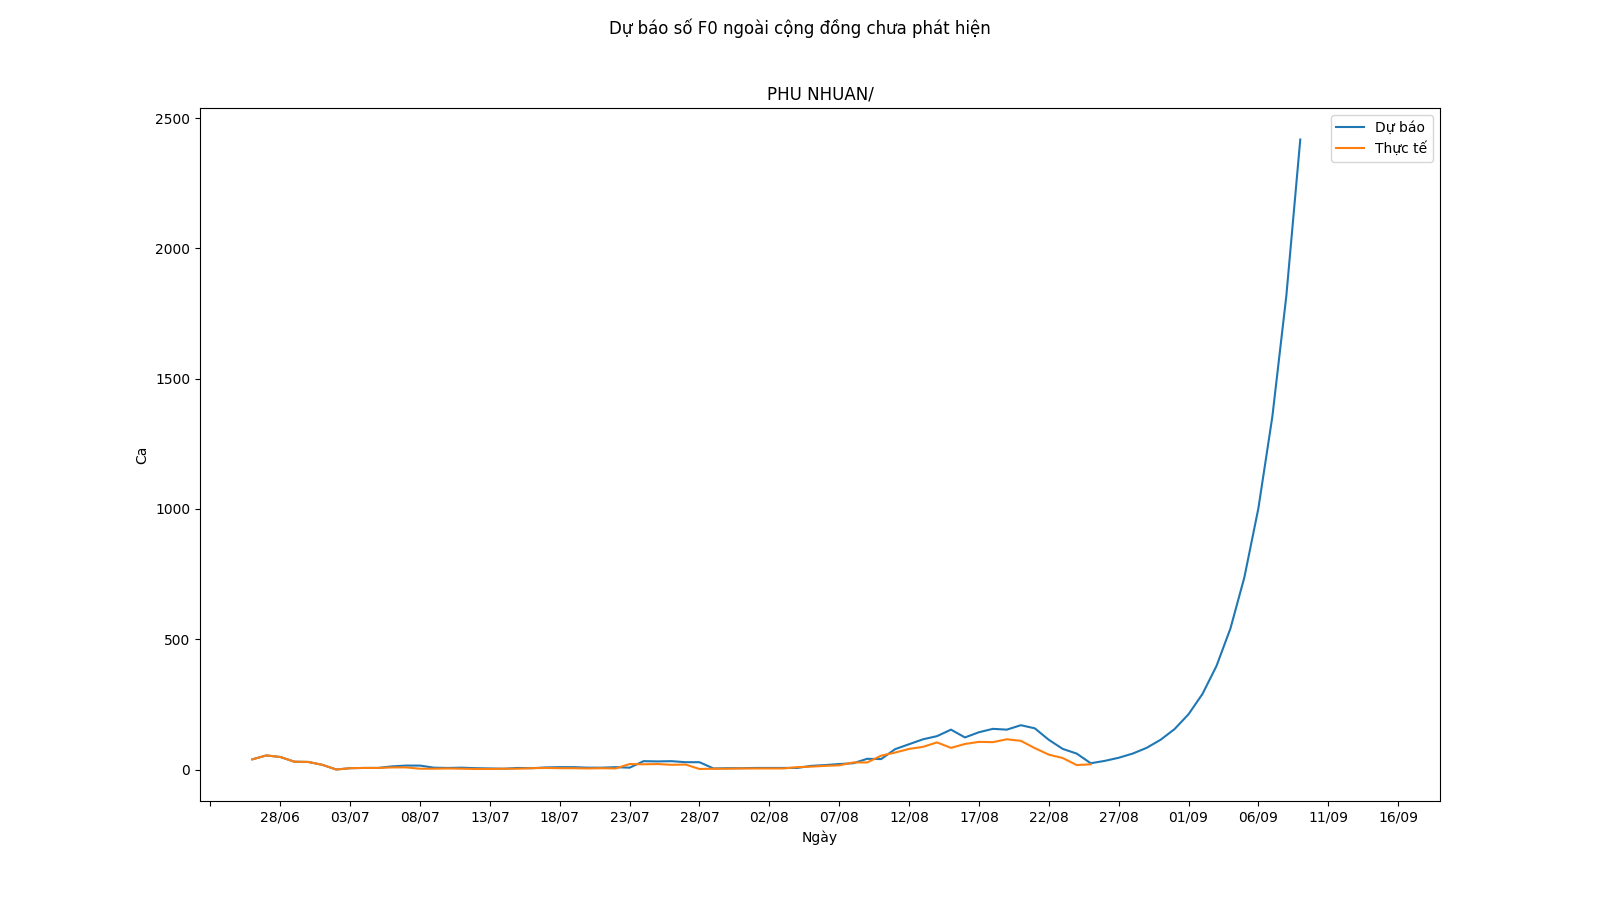 Dự báo số F0 ngoài cộng đồng chưa phát hiện
PHU NHUAN/
Dự báo
Thực tế
2500
2000
1500
1000
500
0
Ca
28/06 03/07 08/07 13/07 18/07 23/07 28/07 02/08 07/08 12/08 17/08 22/08 27/08 01/09 06/09 11/09 16/09
Ngày